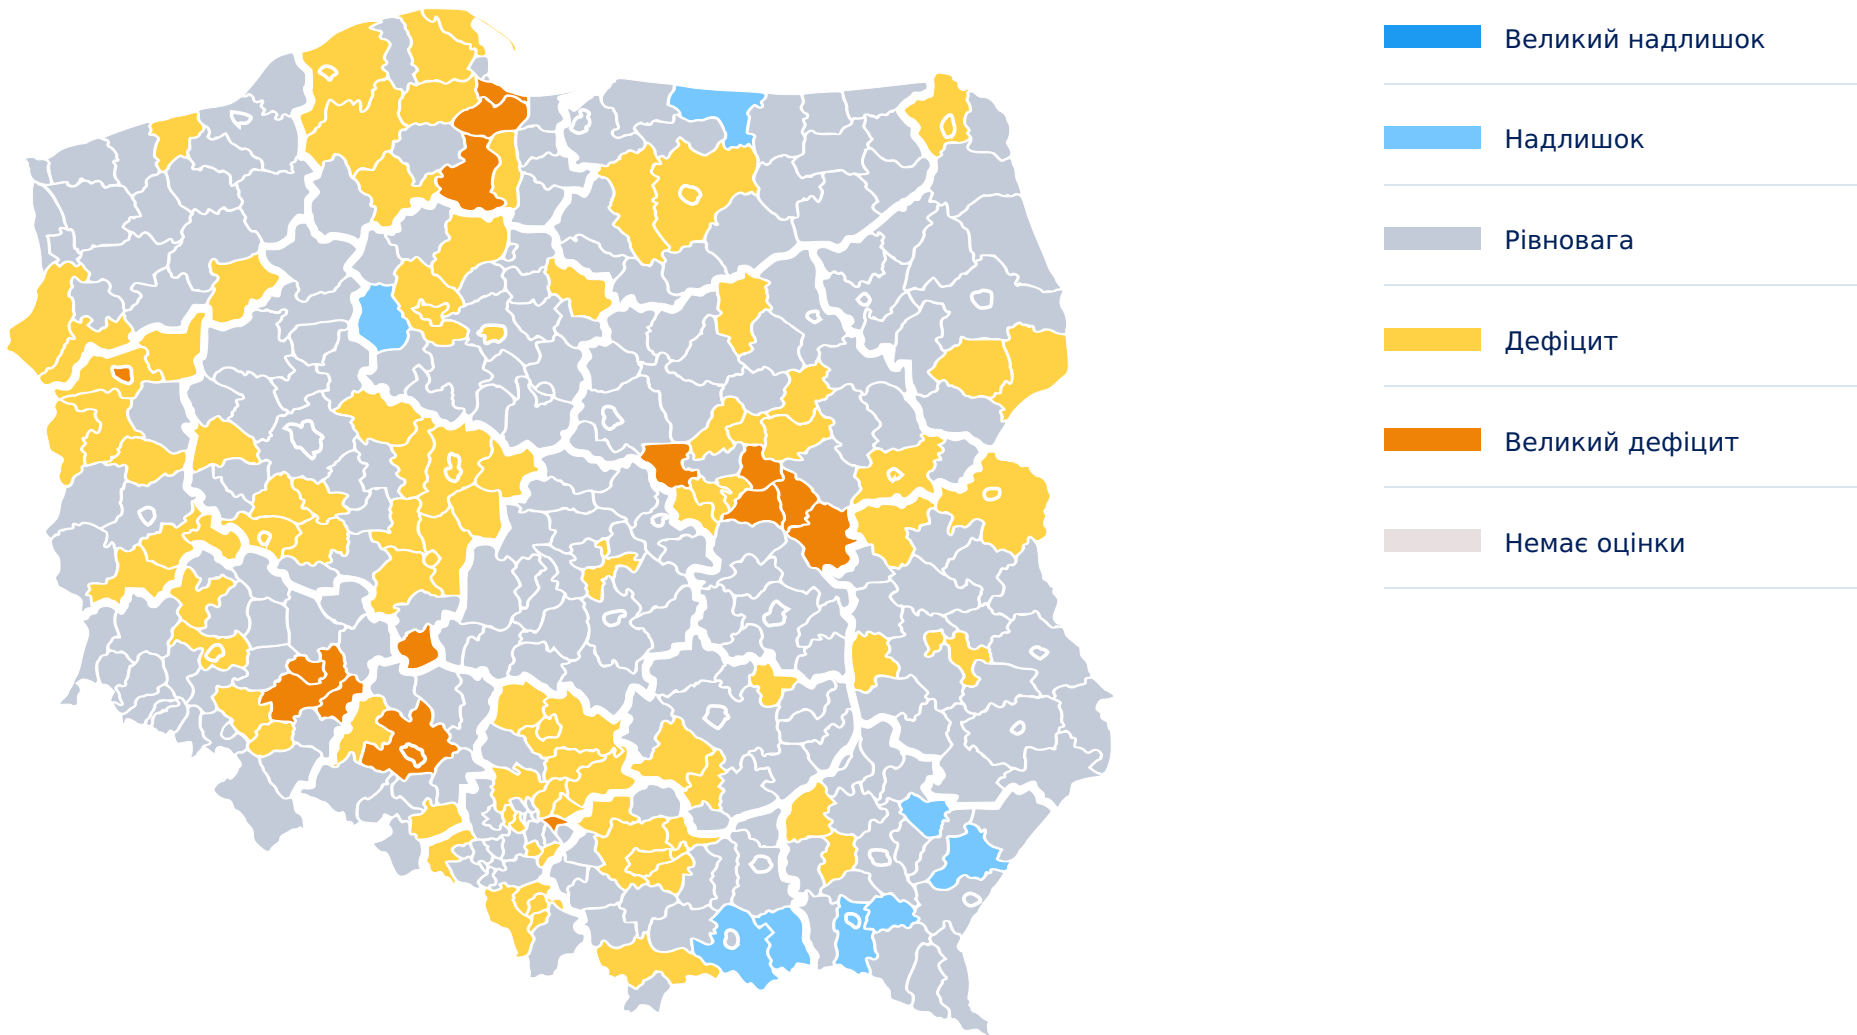 Великий надлишок
Надлишок
Рівновага
Дефіцит
Великий дефіцит
Немає оцінки